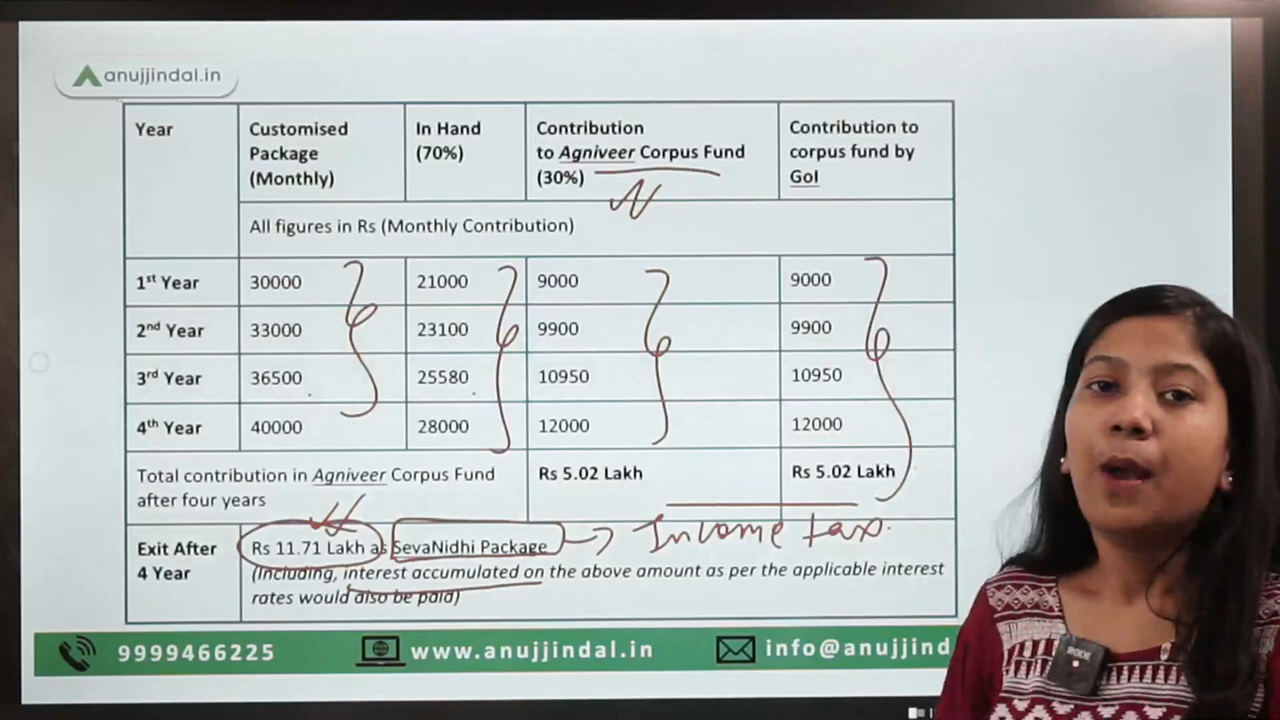 anujjindal.in
Year
Customised
Package
(Monthly)
In Hand
(70%)
Contribution
to Agniveer Corpus Fund
(30%)
Contribution to
corpus fund by
GoI
All figures in Rs (Monthly Contribution)
1st Year 30000 21000 9000 9000
2nd Year 33000 23100 9900 9900
3rd Year 36500 25580 10950 10950
4th Year 40000 28000 12000 12000
Total contribution in Agniveer Corpus Fund
after four years
Rs 5.02 Lakh
Rs 5.02 Lakh
Exit After
4 Year
Rs 11.71 Lakh as SevaNidhi Package
Income tax.
(Including, interest accumulated on the above amount as per the applicable interest
rates would also be paid)
9999466225
www.anujjindal.in
info@anujjind
RODE